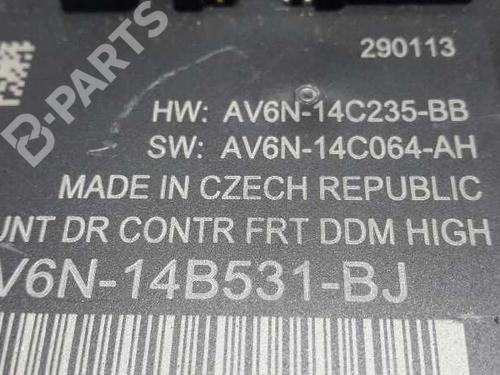 B-PARTS
290113
HW: AV6N-14C235-BB
SW: AV6N-14C064-AH
MADE IN CZECH REPUBLIC
UNT DR CONTR FRT DDM HIGH
V6N-14B531-BJ